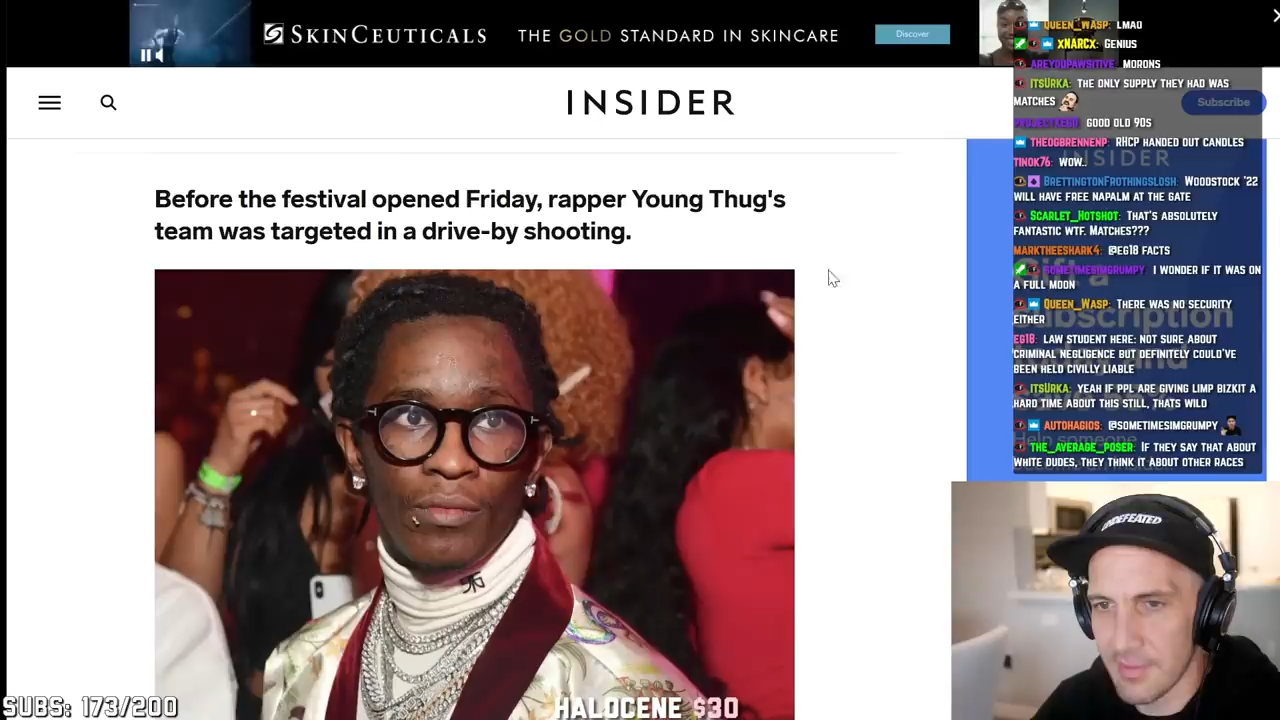 SKINCEUTICALS
THE GOLD STANDARD IN SKINCARE
Discover
INSIDER
Subscribe
Before the festival opened Friday, rapper Young Thug's
team was targeted in a drive-by shooting.
QUEEN_WASP: LMAO
XNARCX: GENIUS
AREYOUPAWSITIVE: MORONS
ITSURKA: THE ONLY SUPPLY THEY HAD WAS
MATCHES
GOOD OLD 90S
THEOGBRENNENP: RHCP HANDED OUT CANDLES
TINOK76: WOW..
INSIDER
BRETTINGTONFROTHINGSLOSH: WOODSTOCK '22
WILL HAVE FREE NAPALM AT THE GATE
SCARLET_HOTSHOT: THAT'S ABSOLUTELY
FANTASTIC WTF. MATCHES???
MARKTHEESHARK4: @EG18 FACTS
SOMETIMESIMGRUMPY: I WONDER IF IT WAS ON
A FULL MOON
QUEEN_WASP: THERE WAS NO SECURITY
EITHER
EG18: LAW STUDENT HERE: NOT SURE ABOUT
CRIMINAL NEGLIGENCE BUT DEFINITELY COULD'VE
BEEN HELD CIVILLY LIABLE
ITSURKA: YEAH IF PPL ARE GIVING LIMP BIZKIT A
HARD TIME ABOUT THIS STILL, THATS WILD
AUTOHAGIOS: @SOMETIMESIMGRUMPY
THE_AVERAGE_POSER: IF THEY SAY THAT ABOUT
WHITE DUDES, THEY THINK IT ABOUT OTHER RACES
UNDEFEATED
SUBS: 173/200
HALOCENE $30